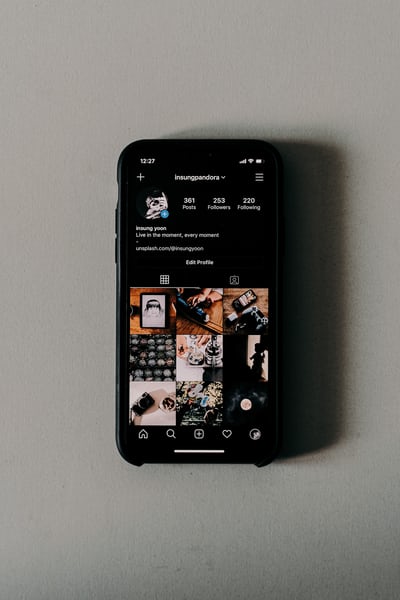 12:27
insungpandora
361 253 220
Posts Followers Following
insung yoon
Live in the moment, every moment
-
unsplash.com/@insungyoon
Edit Profile